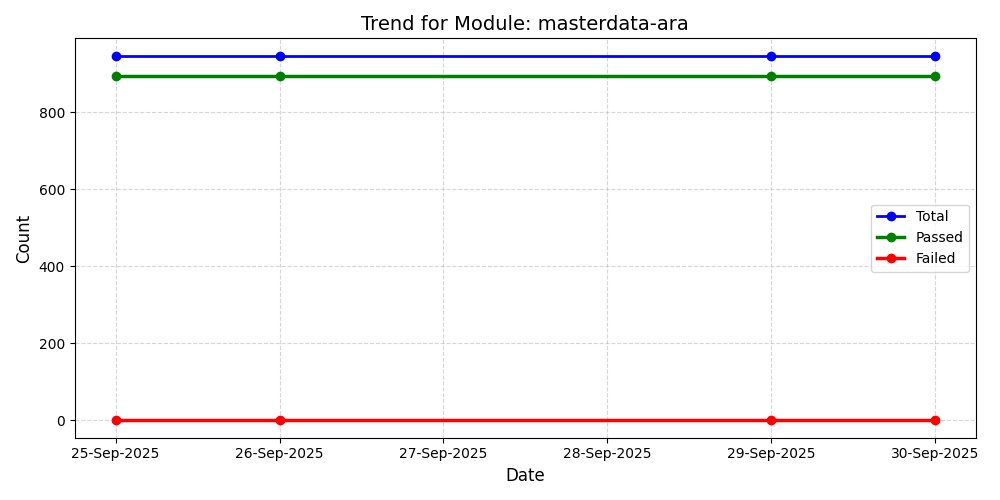 Trend for Module: masterdata-ara
Count
800
600
400
200
0
Total
Passed
Failed
25-Sep-2025
26-Sep-2025
27-Sep-2025
28-Sep-2025
29-Sep-2025
30-Sep-2025
Date